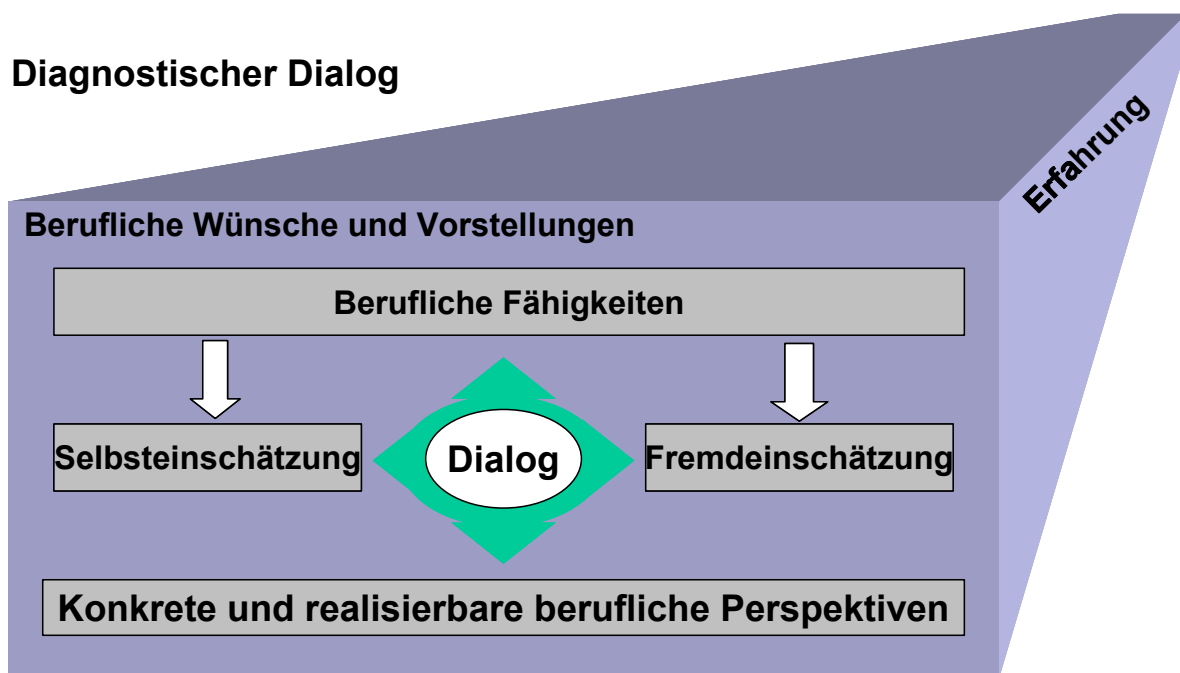 Diagnostischer Dialog
Erfahrung
Berufliche Wünsche und Vorstellungen
Berufliche Fähigkeiten
Selbsteinschätzung
Dialog
Fremdeinschätzung
Konkrete und realisierbare berufliche Perspektiven